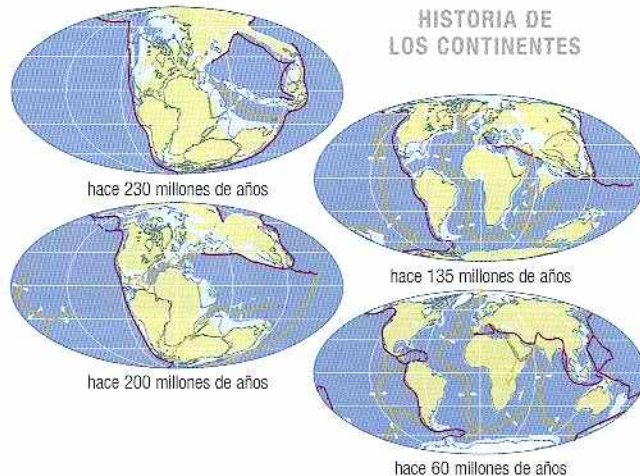 HISTORIA DE
LOS CONTINENTES
hace 230 millones de años
hace 135 millones de años
hace 200 millones de años
hace 60 millones de años